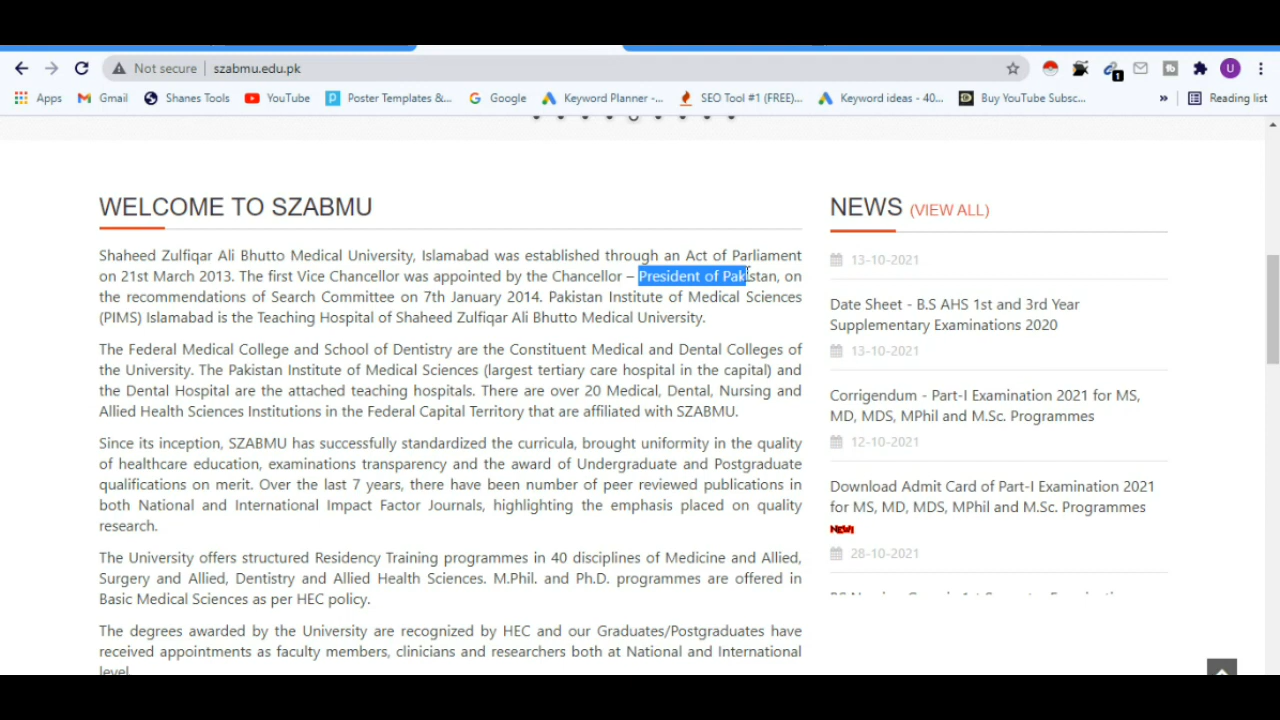 Not secure szabmu.edu.pk
1
U
Apps Gmail Shanes Tools YouTube Poster Templates &... Google Keyword Planner -... SEO Tool #1 (FREE)... Keyword ideas - 40... Buy YouTube Subsc... » Reading list
WELCOME TO SZABMU
Shaheed Zulfiqar Ali Bhutto Medical University, Islamabad was established through an Act of Parliament
on 21st March 2013. The first Vice Chancellor was appointed by the Chancellor – President of Pakistan, on
the recommendations of Search Committee on 7th January 2014. Pakistan Institute of Medical Sciences
(PIMS) Islamabad is the Teaching Hospital of Shaheed Zulfiqar Ali Bhutto Medical University.
The Federal Medical College and School of Dentistry are the Constituent Medical and Dental Colleges of
the University. The Pakistan Institute of Medical Sciences (largest tertiary care hospital in the capital) and
the Dental Hospital are the attached teaching hospitals. There are over 20 Medical, Dental, Nursing and
Allied Health Sciences Institutions in the Federal Capital Territory that are affiliated with SZABMU.
Since its inception, SZABMU has successfully standardized the curricula, brought uniformity in the quality
of healthcare education, examinations transparency and the award of Undergraduate and Postgraduate
qualifications on merit. Over the last 7 years, there have been number of peer reviewed publications in
both National and International Impact Factor Journals, highlighting the emphasis placed on quality
research.
The University offers structured Residency Training programmes in 40 disciplines of Medicine and Allied,
Surgery and Allied, Dentistry and Allied Health Sciences. M.Phil. and Ph.D. programmes are offered in
Basic Medical Sciences as per HEC policy.
The degrees awarded by the University are recognized by HEC and our Graduates/Postgraduates have
received appointments as faculty members, clinicians and researchers both at National and International
level.
NEWS (VIEW ALL)
13-10-2021
Date Sheet - B.S AHS 1st and 3rd Year
Supplementary Examinations 2020
13-10-2021
Corrigendum - Part-I Examination 2021 for MS,
MD, MDS, MPhil and M.Sc. Programmes
12-10-2021
Download Admit Card of Part-I Examination 2021
for MS, MD, MDS, MPhil and M.Sc. Programmes
NEW!
28-10-2021